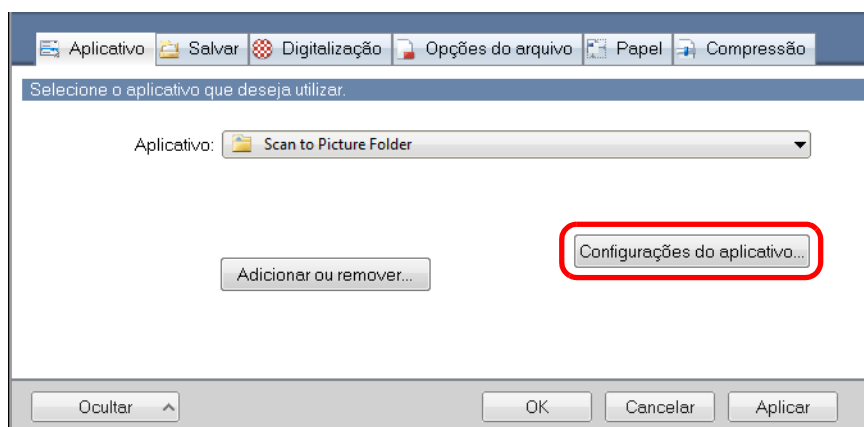 Aplicativo Salvar Digitalização Opções do arquivo Papel Compressão
Selecione o aplicativo que deseja utilizar.
Aplicativo: Scan to Picture Folder
Configurações do aplicativo...
Adicionar ou remover...
Ocultar OK Cancelar Aplicar